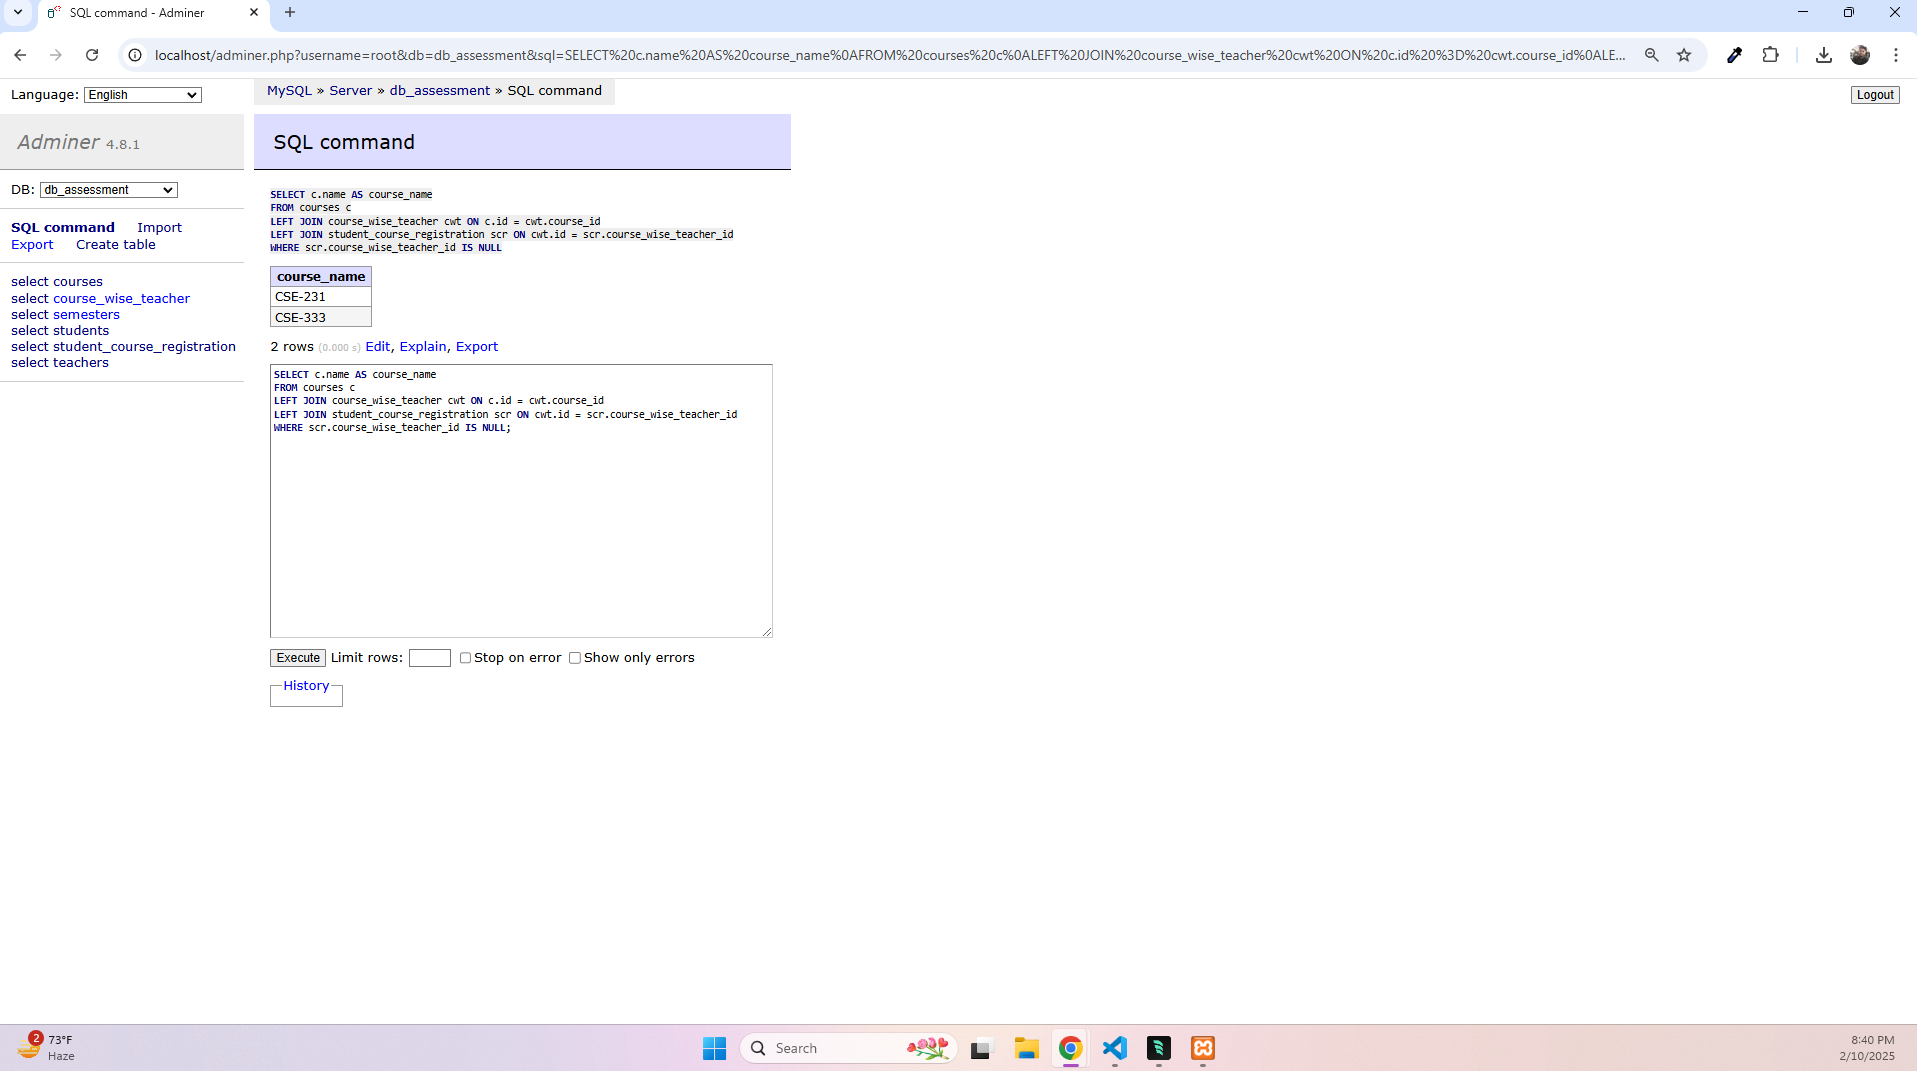 SQL command - Adminer
localhost/adminer.php?username=root&db=db_assessment&sql=SELECT%20c.name%20AS%20course_name%0AFROM%20courses%20c%0ALEFT%20JOIN%20course_wise_teacher%20cwt%20ON%20c.id%20%3D%20cwt.course_id%0ALE...
Language: English
MySQL » Server » db_assessment » SQL command
Logout
Adminer 4.8.1
SQL command
DB: db_assessment
SQL command Import
Export Create table
select courses
select course_wise_teacher
select semesters
select students
select student_course_registration
select teachers
SELECT c.name AS course_name
FROM courses c
LEFT JOIN course_wise_teacher cwt ON c.id = cwt.course_id
LEFT JOIN student_course_registration scr ON cwt.id = scr.course_wise_teacher_id
WHERE scr.course_wise_teacher_id IS NULL
course_name
CSE-231
CSE-333
2 rows (0.000 s) Edit, Explain, Export
SELECT c.name AS course_name
FROM courses c
LEFT JOIN course_wise_teacher cwt ON c.id = cwt.course_id
LEFT JOIN student_course_registration scr ON cwt.id = scr.course_wise_teacher_id
WHERE scr.course_wise_teacher_id IS NULL;
Execute Limit rows: Stop on error Show only errors
History
2
73°F
Haze
Search
8:40 PM
2/10/2025